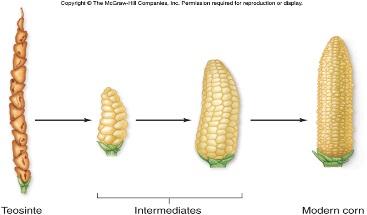 Copyright © The McGraw-Hill Companies, Inc. Permission required for reproduction or display.
Teosinte
Intermediates
Modern corn